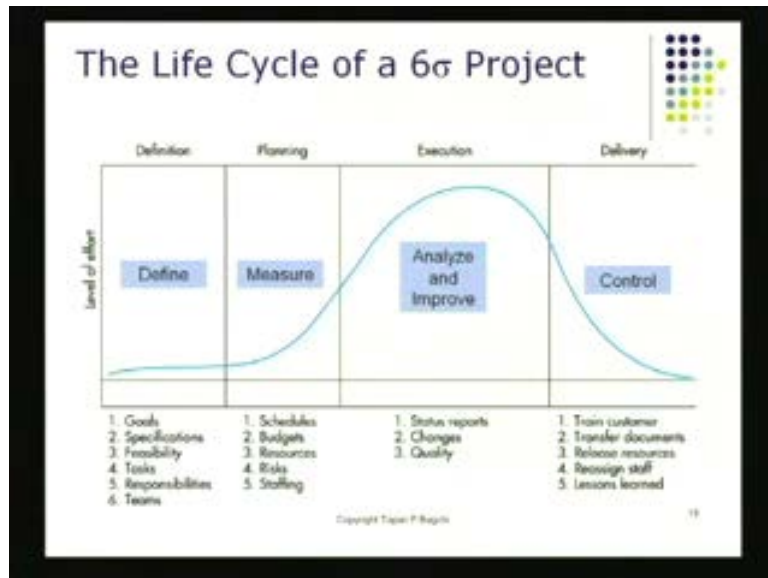 The Life Cycle of a 6σ Project
Definition
Planning
Execution
Delivery
Level of effort
Define
Measure
Analyze
and
Improve
Control
1. Goals
2. Specifications
3. Feasibility
4. Tasks
5. Responsibilities
6. Teams
1. Schedules
2. Budgets
3. Resources
4. Risks
5. Staffing
1. Status reports
2. Changes
3. Quality
1. Train customer
2. Transfer documents
3. Release resources
4. Reassign staff
5. Lessons learned
Copyright Tapan P Bagchi